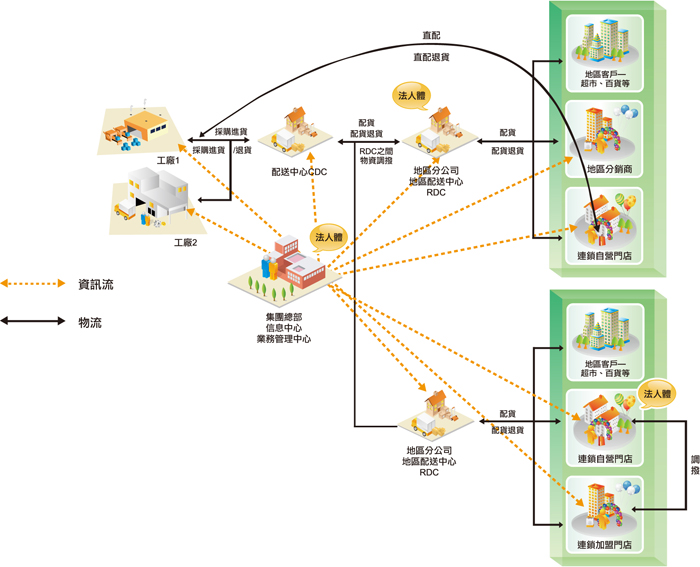 直配
直配退貨
法人體
地區客戶一
超市、百貨等
採購進貨
採購進貨 /退貨
工廠1
配送中心CDC
配貨
配貨退貨
RDC之間
物資調撥
地區分公司
地區配送中心
RDC
配貨
配貨退貨
地區分銷商
工廠2
法人體
連鎖自營門店
資訊流
物流
集團總部
信息中心
業務管理中心
地區客戶一
超市、百貨等
法人體
配貨
配貨退貨
地區分公司
地區配送中心
RDC
連鎖自營門店
調
撥
連鎖加盟門店